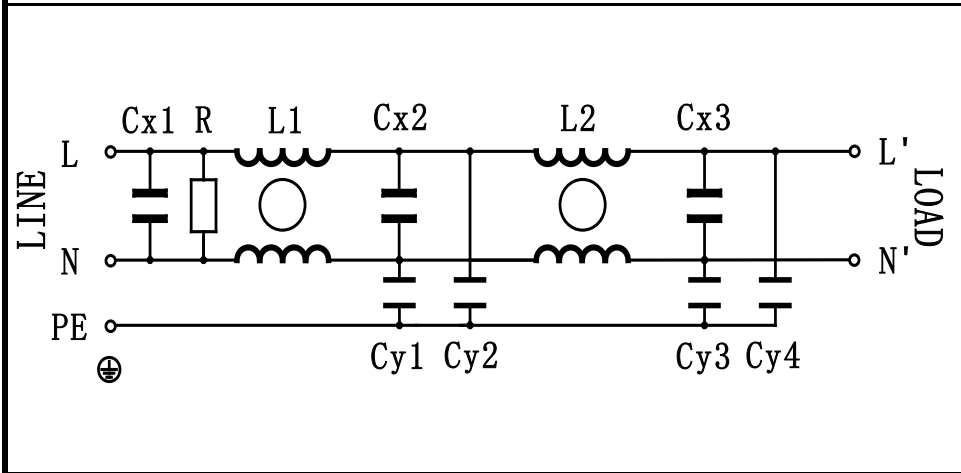 Cx1 R L1 Cx2 L2 Cx3
L L'
LINE LOAD
N N'
PE
Cy1 Cy2 Cy3 Cy4